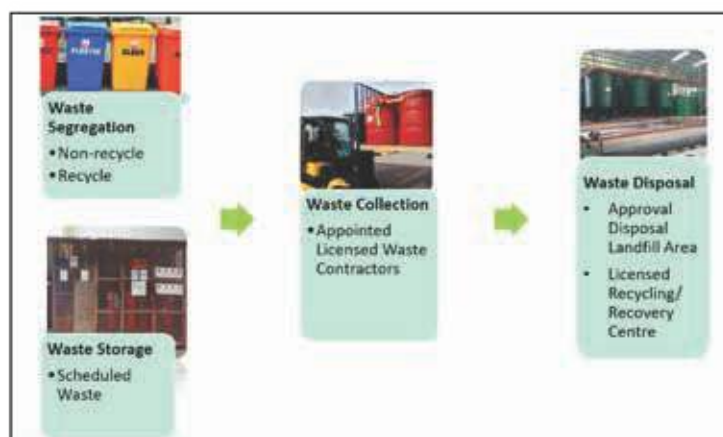 PLASTIK
Waste
Segregation
•Non-recycle
•Recycle
Waste Storage
•Scheduled
Waste
Waste Collection
•Appointed
Licensed Waste
Contractors
Waste Disposal
• Approval
Disposal
Landfill Area
• Licensed
Recycling/
Recovery
Centre